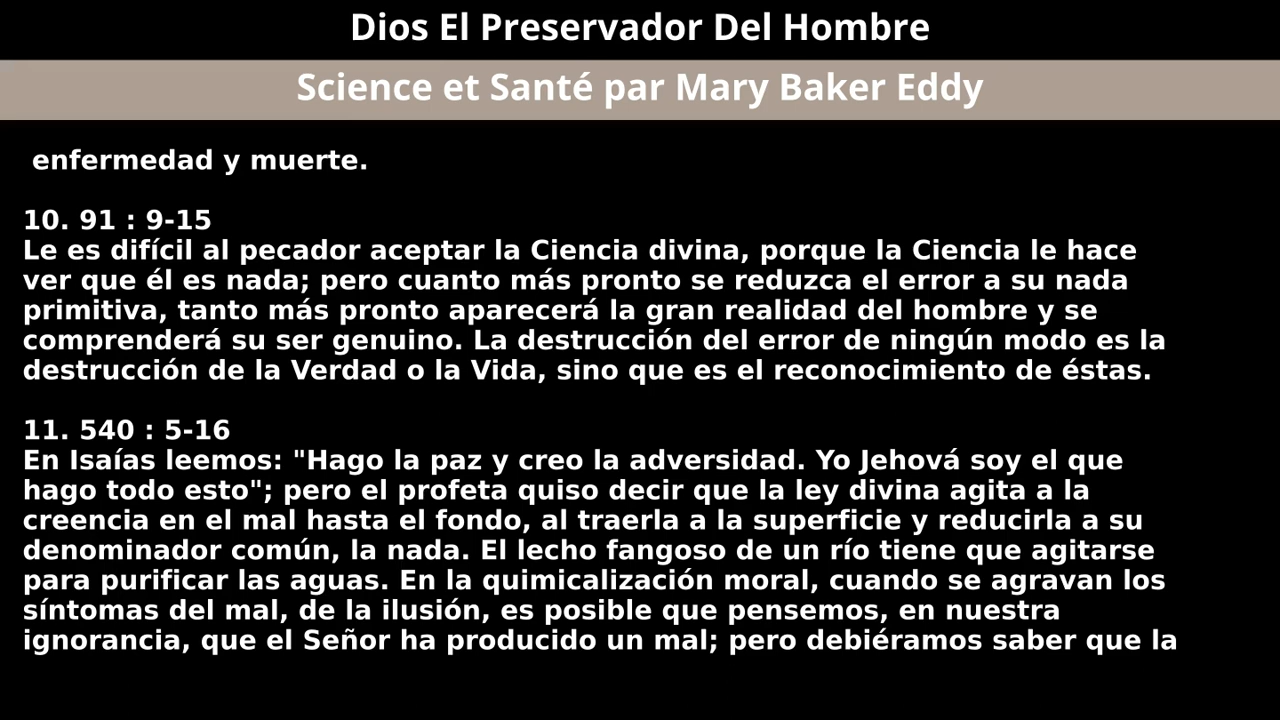 Dios El Preservador Del Hombre
Science et Santé par Mary Baker Eddy
enfermedad y muerte.
10. 91 : 9-15
Le es difícil al pecador aceptar la Ciencia divina, porque la Ciencia le hace
ver que él es nada; pero cuanto más pronto se reduzca el error a su nada
primitiva, tanto más pronto aparecerá la gran realidad del hombre y se
comprenderá su ser genuino. La destrucción del error de ningún modo es la
destrucción de la Verdad o la Vida, sino que es el reconocimiento de éstas.
11. 540 : 5-16
En Isaías leemos: "Hago la paz y creo la adversidad. Yo Jehová soy el que
hago todo esto"; pero el profeta quiso decir que la ley divina agita a la
creencia en el mal hasta el fondo, al traerla a la superficie y reducirla a su
denominador común, la nada. El lecho fangoso de un río tiene que agitarse
para purificar las aguas. En la quimicalización moral, cuando se agravan los
síntomas del mal, de la ilusión, es posible que pensemos, en nuestra
ignorancia, que el Señor ha producido un mal; pero debiéramos saber que la